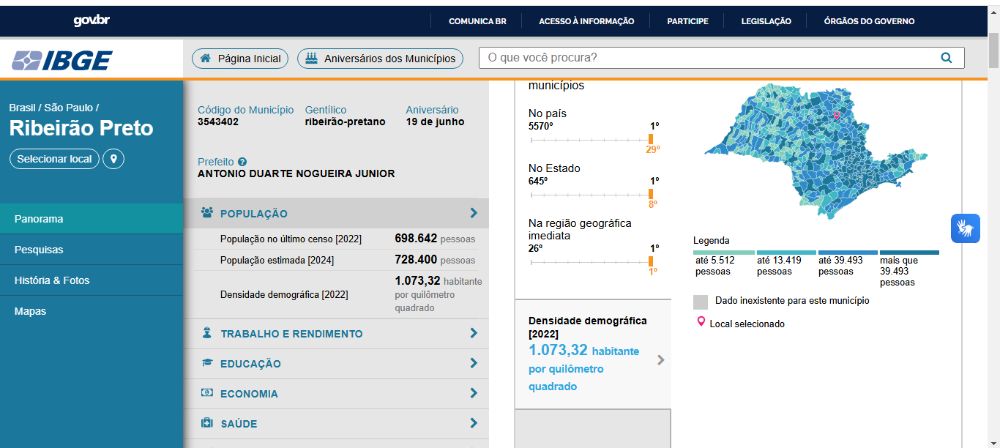 gov.br
COMUNICA BR
ACESSO À INFORMAÇÃO
PARTICIPE
LEGISLAÇÃO
ÓRGÃOS DO GOVERNO
IBGE
Página Inicial
Aniversários dos Municípios
O que você procura?
Brasil / São Paulo /
Ribeirão Preto
Selecionar local
Panorama
Pesquisas
História & Fotos
Mapas
Código do Município
3543402
Gentílico
ribeirão-pretano
Aniversário
19 de junho
Prefeito ?
ANTONIO DUARTE NOGUEIRA JUNIOR
POPULAÇÃO
População no último censo [2022] 698.642 pessoas
População estimada [2024] 728.400 pessoas
Densidade demográfica [2022] 1.073,32 habitante
por quilômetro
quadrado
TRABALHO E RENDIMENTO
EDUCAÇÃO
ECONOMIA
SAÚDE
municípios
No país
5570º 1º
29º
No Estado
645º 1º
8º
Na região geográfica
imediata
26º 1º
1º
Densidade demográfica
[2022]
1.073,32 habitante
por quilômetro
quadrado
Legenda
até 5.512
pessoas
até 13.419
pessoas
até 39.493
pessoas
mais que
39.493
pessoas
Dado inexistente para este município
Local selecionado